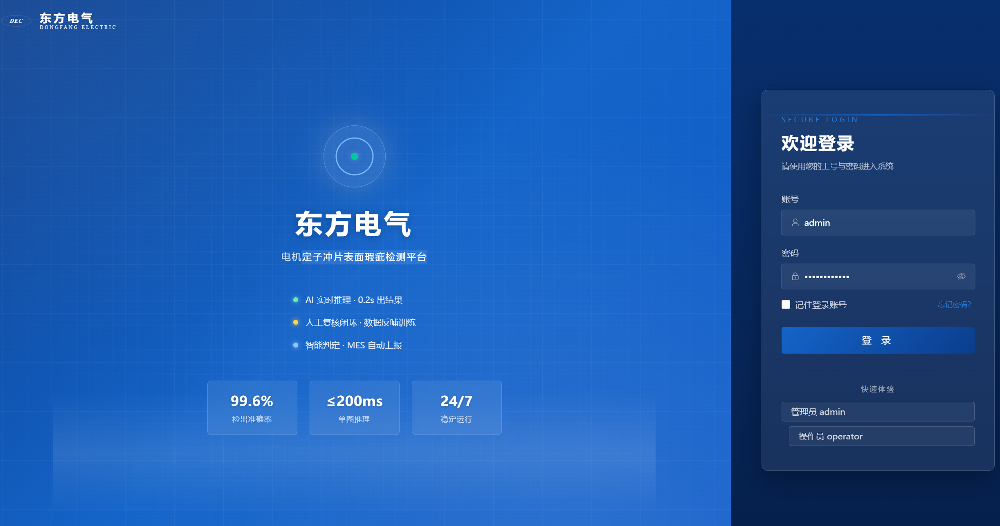 DEC
东方电气
DONGFANG ELECTRIC
东方电气
电机定子冲片表面瑕疵检测平台
AI 实时推理 · 0.2s 出结果
人工复核闭环 · 数据反哺训练
智能判定 · MES 自动上报
99.6%
检出准确率
≤200ms
单图推理
24/7
稳定运行
SECURE LOGIN
欢迎登录
请使用您的工号与密码进入系统
账号
admin
密码
••••••••••••
记住登录账号 忘记密码?
登 录
快速体验
管理员 admin
操作员 operator